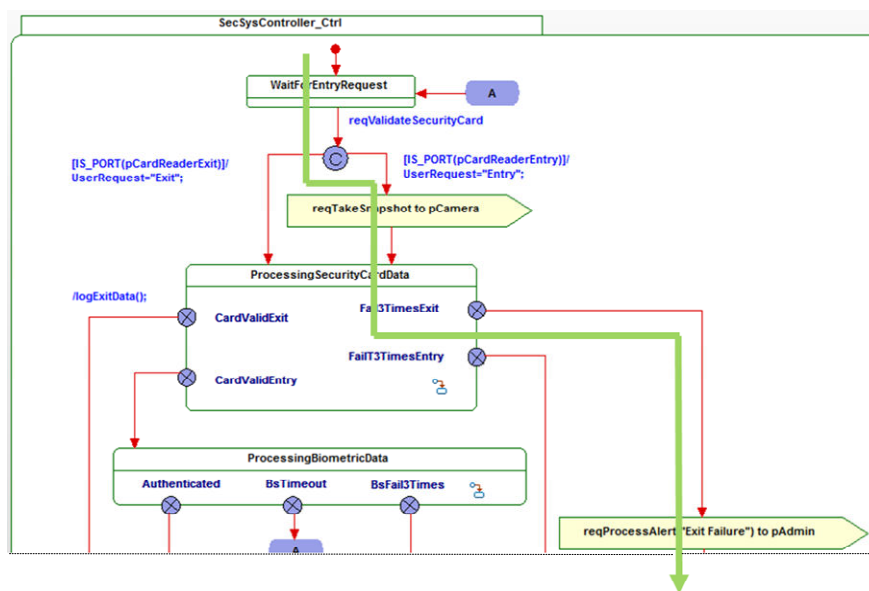 SecSysController_Ctrl
WaitForEntryRequest
A
reqValidateSecurityCard
C
[IS_PORT(pCardReaderExit)]/
UserRequest="Exit";
[IS_PORT(pCardReaderEntry)]/
UserRequest="Entry";
reqTakeSnapshot to pCamera
ProcessingSecurityCardData
/logExitData();
CardValidExit
Fail3TimesExit
FailT3TimesEntry
CardValidEntry
ProcessingBiometricData
Authenticated
BsTimeout
BsFail3Times
A
reqProcessAlert("Exit Failure") to pAdmin